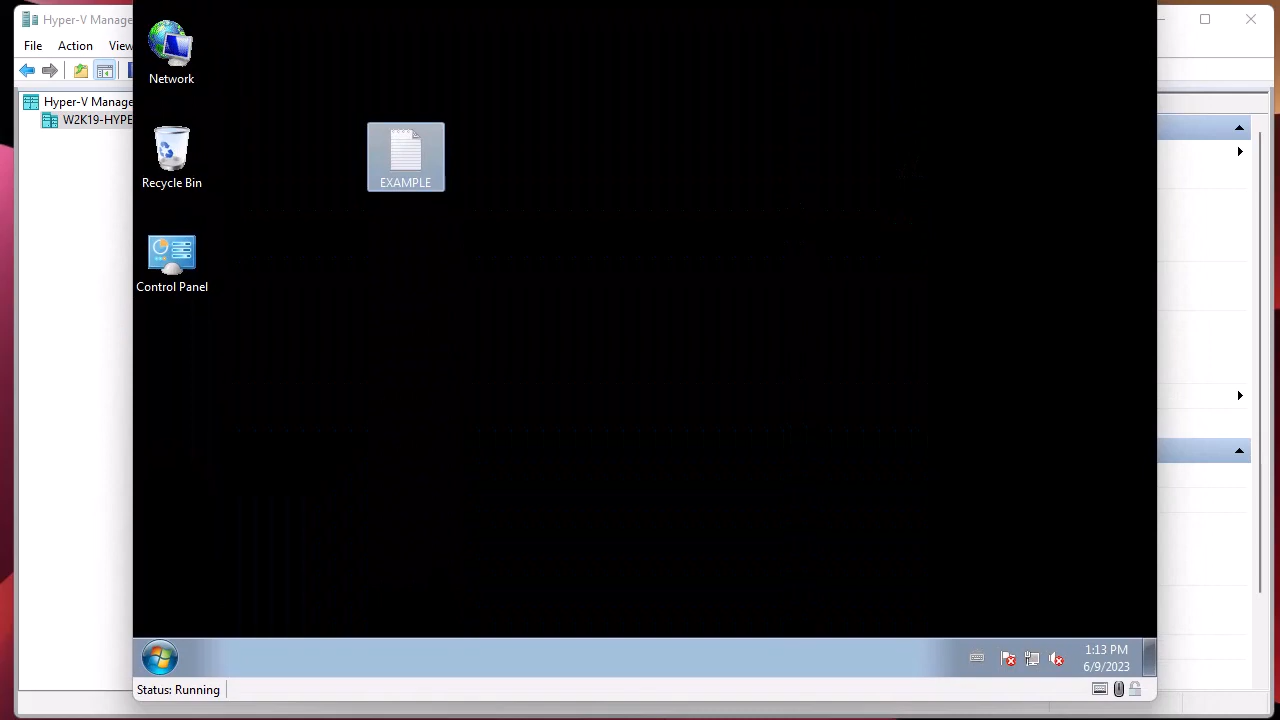 Hyper-V Manage
File Action View
Hyper-V Manage
W2K19-HYPE
Network
Recycle Bin
EXAMPLE
Control Panel
1:13 PM
6/9/2023
Status: Running